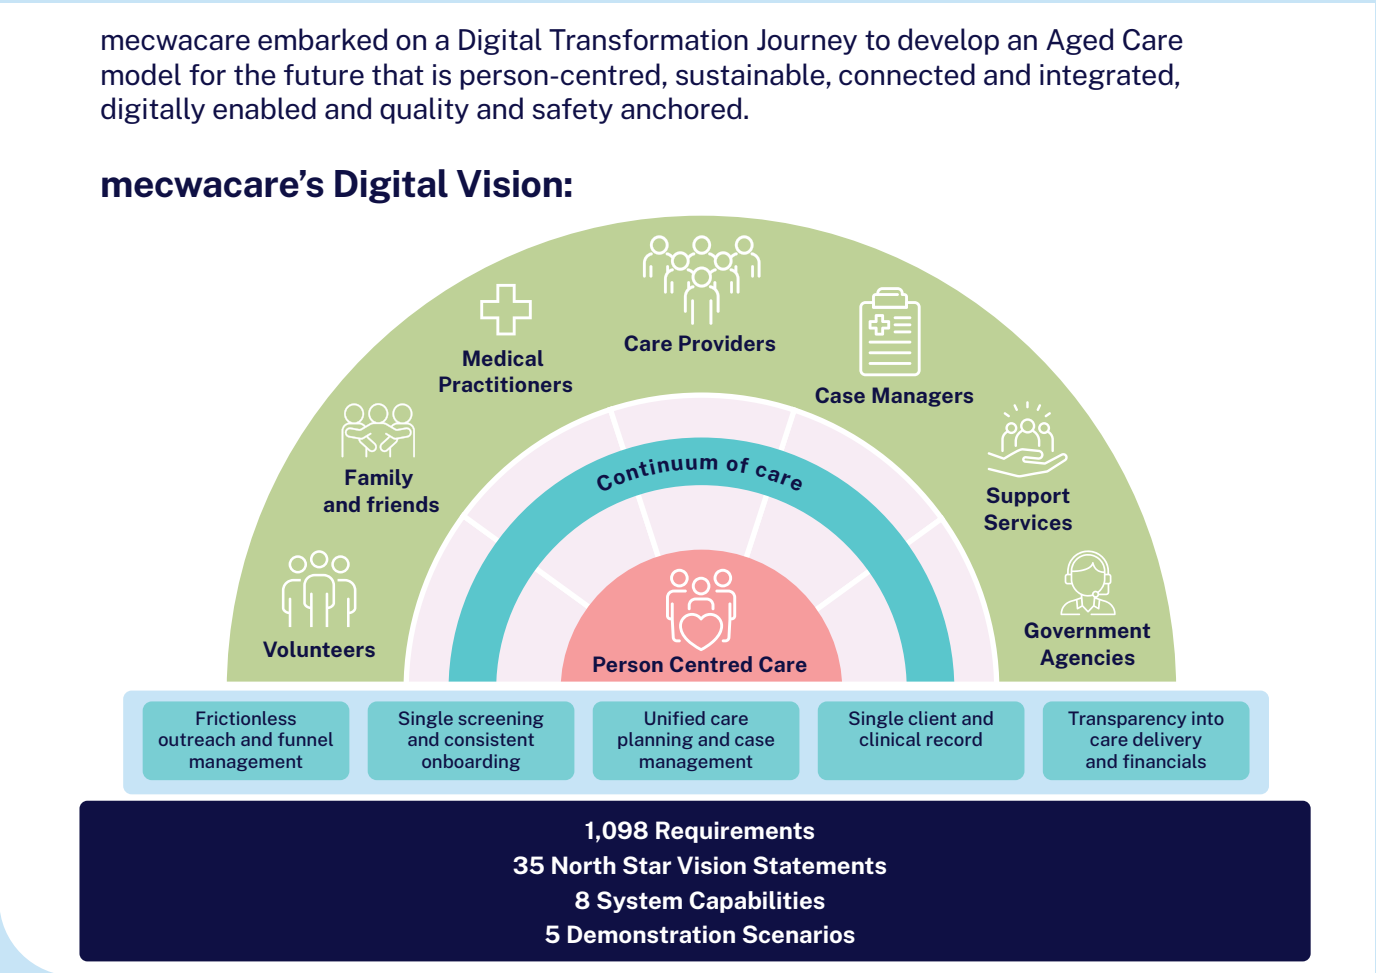 mecwacare embarked on a Digital Transformation Journey to develop an Aged Care
model for the future that is person-centred, sustainable, connected and integrated,
digitally enabled and quality and safety anchored.
mecwacare’s Digital Vision:
Care Providers
Medical
Practitioners
Case Managers
Family
and friends
Support
Services
Volunteers
Government
Agencies
Continuum of care
Person Centred Care
Frictionless
outreach and funnel
management
Single screening
and consistent
onboarding
Unified care
planning and case
management
Single client and
clinical record
Transparency into
care delivery
and financials
1,098 Requirements
35 North Star Vision Statements
8 System Capabilities
5 Demonstration Scenarios